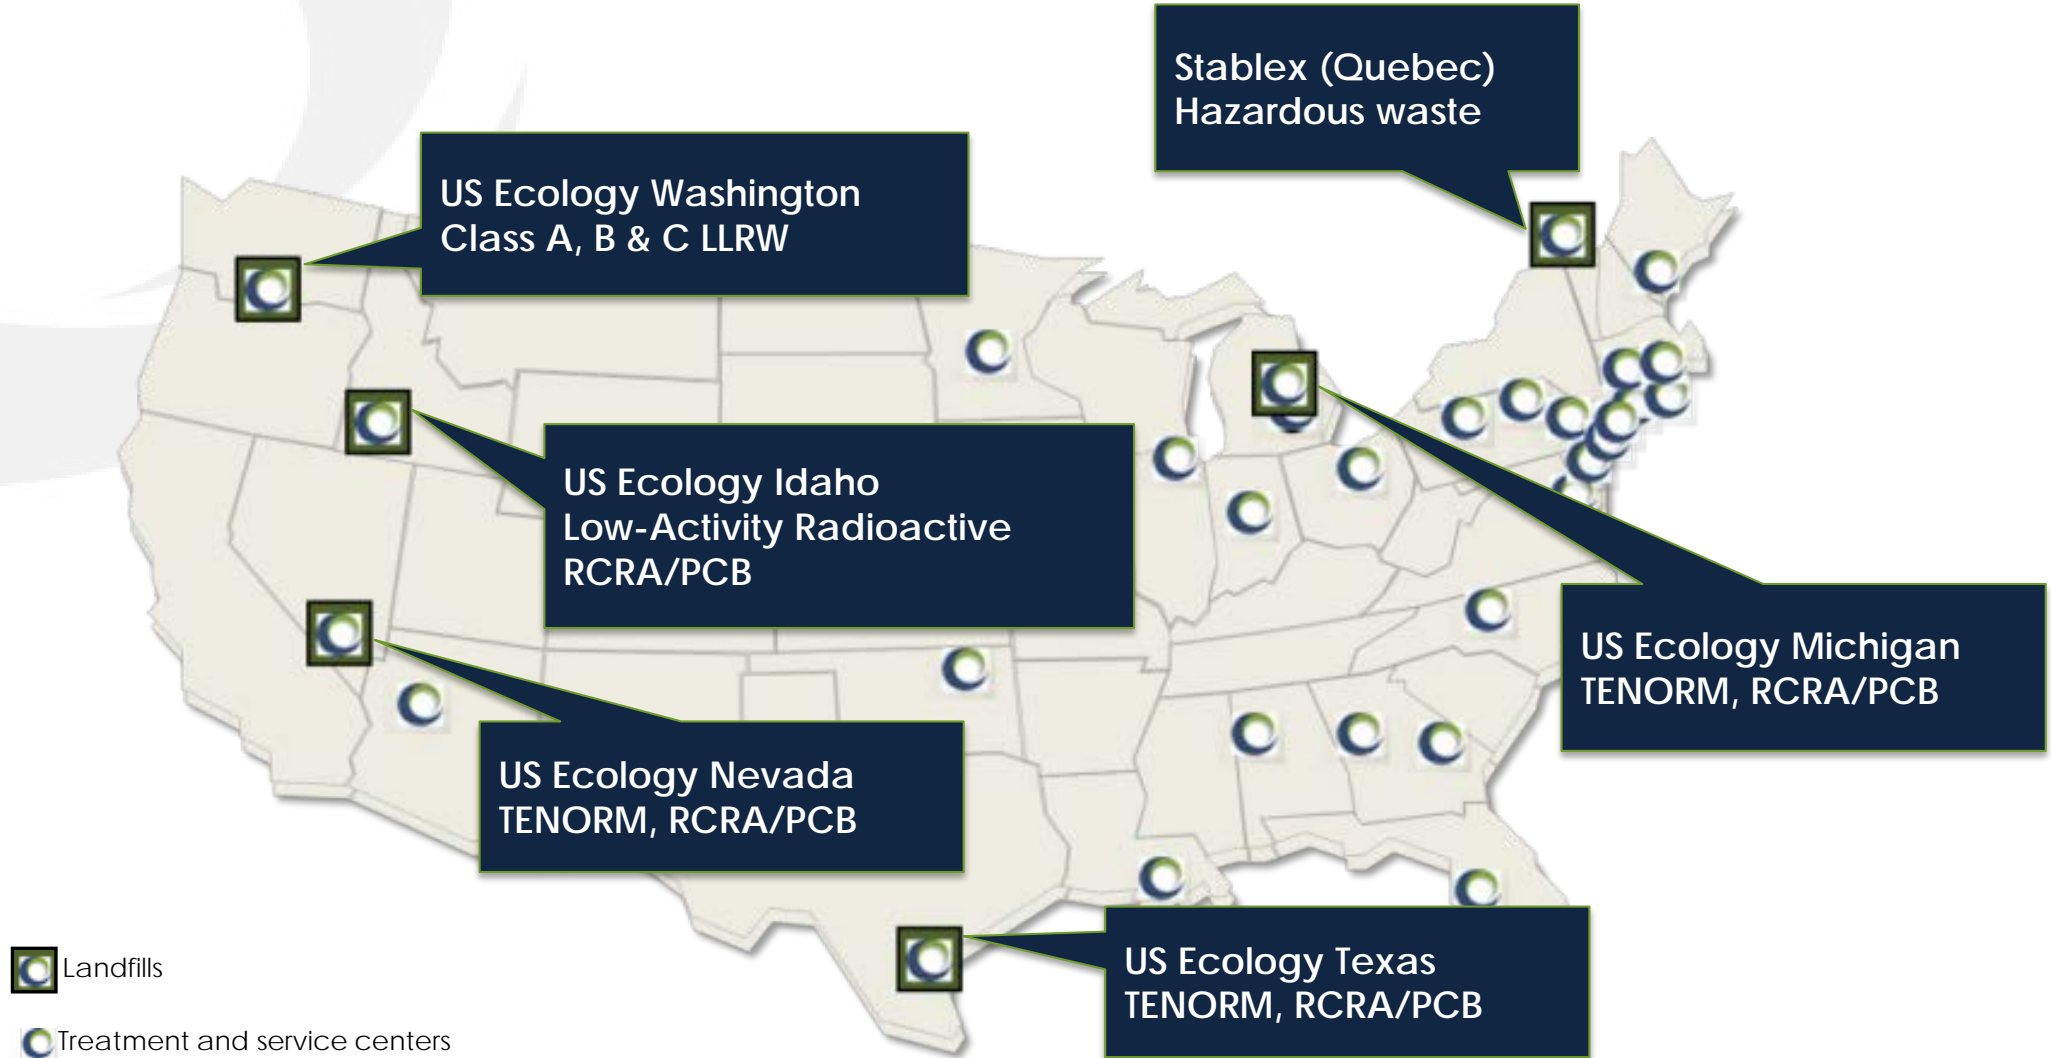 Stablex (Quebec)
Hazardous waste
US Ecology Washington
Class A, B & C LLRW
US Ecology Idaho
Low-Activity Radioactive
RCRA/PCB
US Ecology Michigan
TENORM, RCRA/PCB
US Ecology Nevada
TENORM, RCRA/PCB
US Ecology Texas
TENORM, RCRA/PCB
Landfills
Treatment and service centers